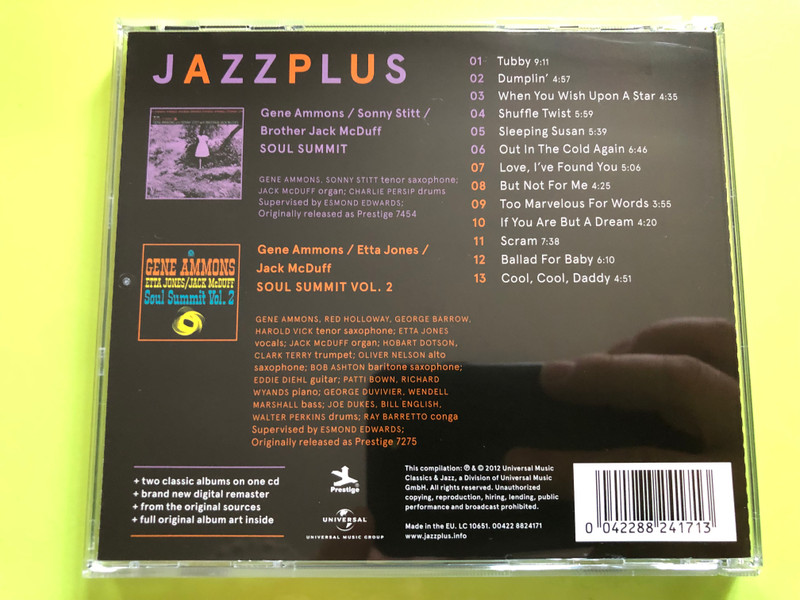 JAZZPLUS
Gene Ammons / Sonny Stitt /
Brother Jack McDuff
SOUL SUMMIT
GENE AMMONS, SONNY STITT tenor saxophone;
JACK McDUFF organ; CHARLIE PERSIP drums
Supervised by ESMOND EDWARDS;
Originally released as Prestige 7454
GENE AMMONS
ETTA JONES/JACK McDUFF
Soul Summit Vol. 2
Gene Ammons / Etta Jones /
Jack McDuff
SOUL SUMMIT VOL. 2
GENE AMMONS, RED HOLLOWAY, GEORGE BARROW,
HAROLD VICK tenor saxophone; ETTA JONES
vocals; JACK McDUFF organ; HOBART DOTSON,
CLARK TERRY trumpet; OLIVER NELSON alto
saxophone; BOB ASHTON baritone saxophone;
EDDIE DIEHL guitar; PATTI BOWN, RICHARD
WYANDS piano; GEORGE DUVIVIER, WENDELL
MARSHALL bass; JOE DUKES, BILL ENGLISH,
WALTER PERKINS drums; RAY BARRETTO conga
Supervised by ESMOND EDWARDS;
Originally released as Prestige 7275
01 Tubby 9:11
02 Dumplin' 4:57
03 When You Wish Upon A Star 4:35
04 Shuffle Twist 5:59
05 Sleeping Susan 5:39
06 Out In The Cold Again 6:46
07 Love, I've Found You 5:06
08 But Not For Me 4:25
09 Too Marvelous For Words 3:55
10 If You Are But A Dream 4:20
11 Scram 7:38
12 Ballad For Baby 6:10
13 Cool, Cool, Daddy 4:51
+ two classic albums on one cd
+ brand new digital remaster
+ from the original sources
+ full original album art inside
Prestige
UNIVERSAL
UNIVERSAL MUSIC GROUP
This compilation: ℗ & © 2012 Universal Music
Classics & Jazz, a Division of Universal Music
GmbH. All rights reserved. Unauthorized
copying, reproduction, hiring, lending, public
performance and broadcast prohibited.
Made in the EU. LC 10651. 00422 8824171
www.jazzplus.info
0 042288 241713